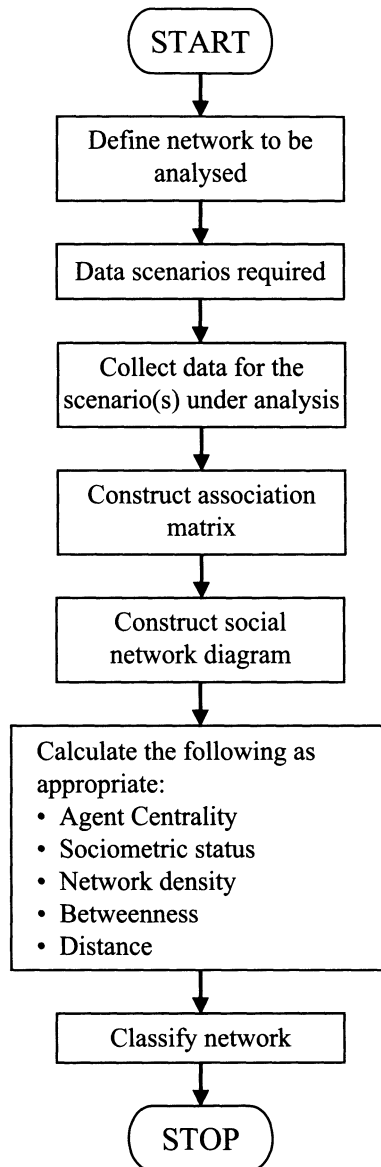 START
Define network to be
analysed
Data scenarios required
Collect data for the
scenario(s) under analysis
Construct association
matrix
Construct social
network diagram
Calculate the following as
appropriate:
• Agent Centrality
• Sociometric status
• Network density
• Betweenness
• Distance
Classify network
STOP